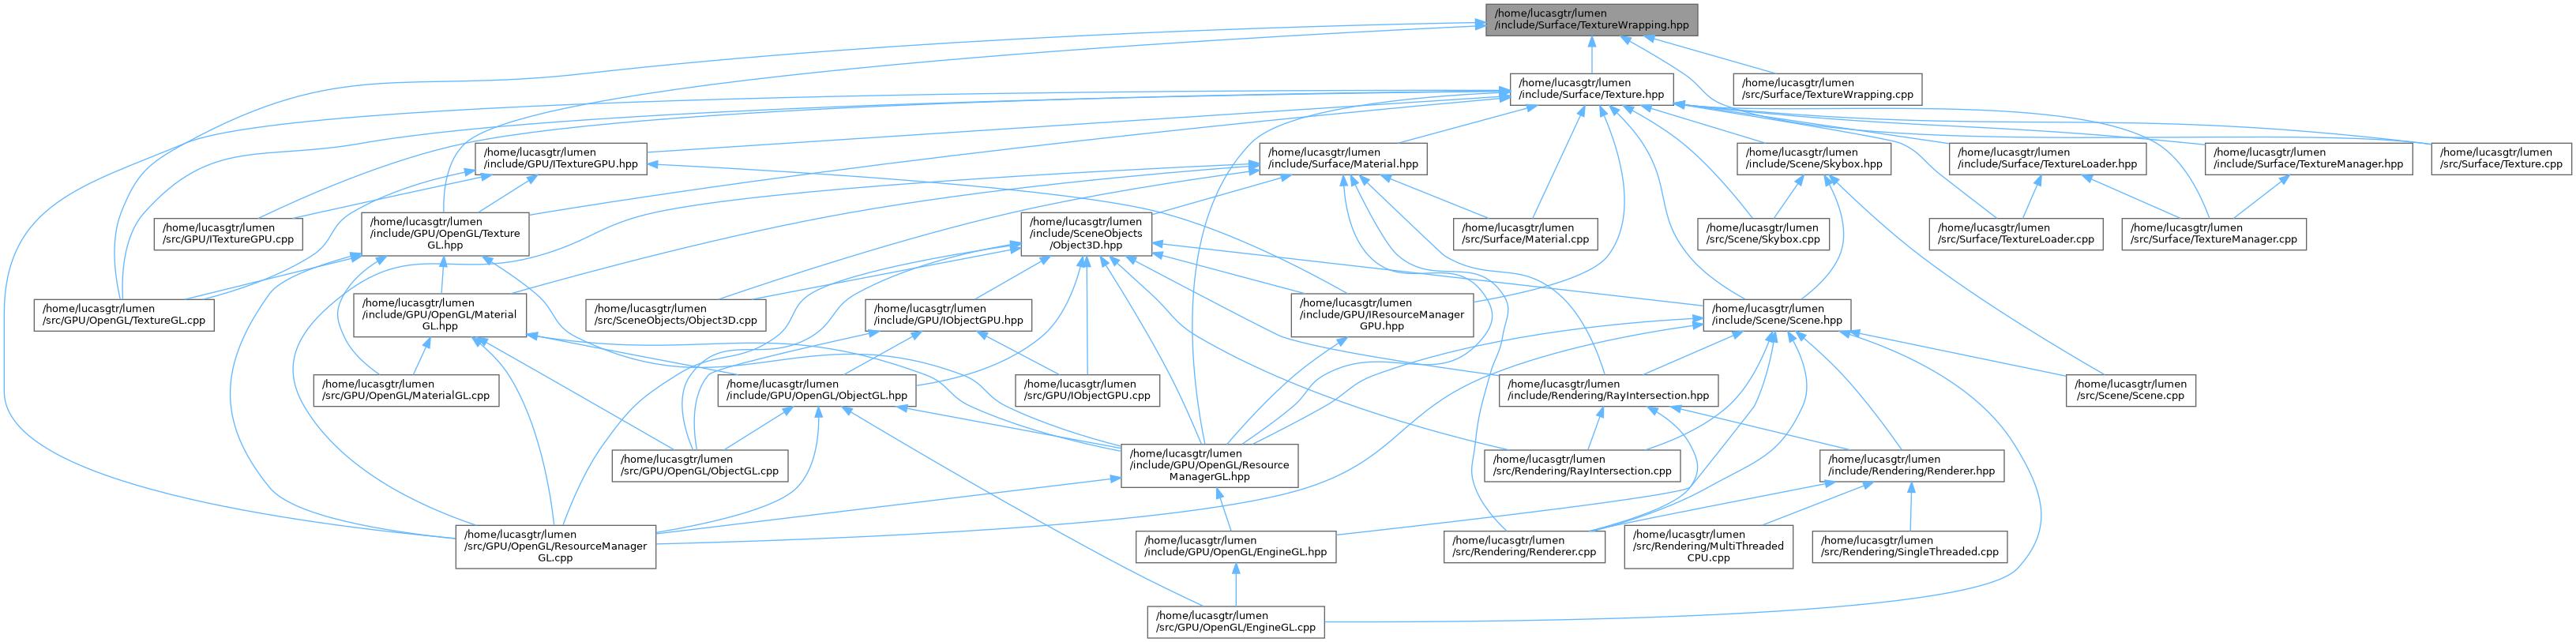 /home/lucasgtr/lumen
/include/Surface/TextureWrapping.hpp
/home/lucasgtr/lumen
/include/Surface/Texture.hpp
/home/lucasgtr/lumen
/src/Surface/TextureWrapping.cpp
/home/lucasgtr/lumen
/include/GPU/ITextureGPU.hpp
/home/lucasgtr/lumen
/include/Surface/Material.hpp
/home/lucasgtr/lumen
/include/Scene/Skybox.hpp
/home/lucasgtr/lumen
/include/Surface/TextureLoader.hpp
/home/lucasgtr/lumen
/include/Surface/TextureManager.hpp
/home/lucasgtr/lumen
/src/Surface/Texture.cpp
/home/lucasgtr/lumen
/src/GPU/ITextureGPU.cpp
/home/lucasgtr/lumen
/include/GPU/OpenGL/Texture
GL.hpp
/home/lucasgtr/lumen
/include/SceneObjects
/Object3D.hpp
/home/lucasgtr/lumen
/src/Surface/Material.cpp
/home/lucasgtr/lumen
/src/Scene/Skybox.cpp
/home/lucasgtr/lumen
/src/Surface/TextureLoader.cpp
/home/lucasgtr/lumen
/src/Surface/TextureManager.cpp
/home/lucasgtr/lumen
/src/GPU/OpenGL/TextureGL.cpp
/home/lucasgtr/lumen
/include/GPU/OpenGL/Material
GL.hpp
/home/lucasgtr/lumen
/src/SceneObjects/Object3D.cpp
/home/lucasgtr/lumen
/include/GPU/IObjectGPU.hpp
/home/lucasgtr/lumen
/include/GPU/IResourceManager
GPU.hpp
/home/lucasgtr/lumen
/include/Scene/Scene.hpp
/home/lucasgtr/lumen
/src/GPU/OpenGL/MaterialGL.cpp
/home/lucasgtr/lumen
/include/GPU/OpenGL/ObjectGL.hpp
/home/lucasgtr/lumen
/src/GPU/IObjectGPU.cpp
/home/lucasgtr/lumen
/include/Rendering/RayIntersection.hpp
/home/lucasgtr/lumen
/src/Scene/Scene.cpp
/home/lucasgtr/lumen
/src/GPU/OpenGL/ObjectGL.cpp
/home/lucasgtr/lumen
/include/GPU/OpenGL/Resource
ManagerGL.hpp
/home/lucasgtr/lumen
/src/Rendering/RayIntersection.cpp
/home/lucasgtr/lumen
/include/Rendering/Renderer.hpp
/home/lucasgtr/lumen
/src/GPU/OpenGL/ResourceManager
GL.cpp
/home/lucasgtr/lumen
/include/GPU/OpenGL/EngineGL.hpp
/home/lucasgtr/lumen
/src/Rendering/Renderer.cpp
/home/lucasgtr/lumen
/src/Rendering/MultiThreaded
CPU.cpp
/home/lucasgtr/lumen
/src/Rendering/SingleThreaded.cpp
/home/lucasgtr/lumen
/src/GPU/OpenGL/EngineGL.cpp